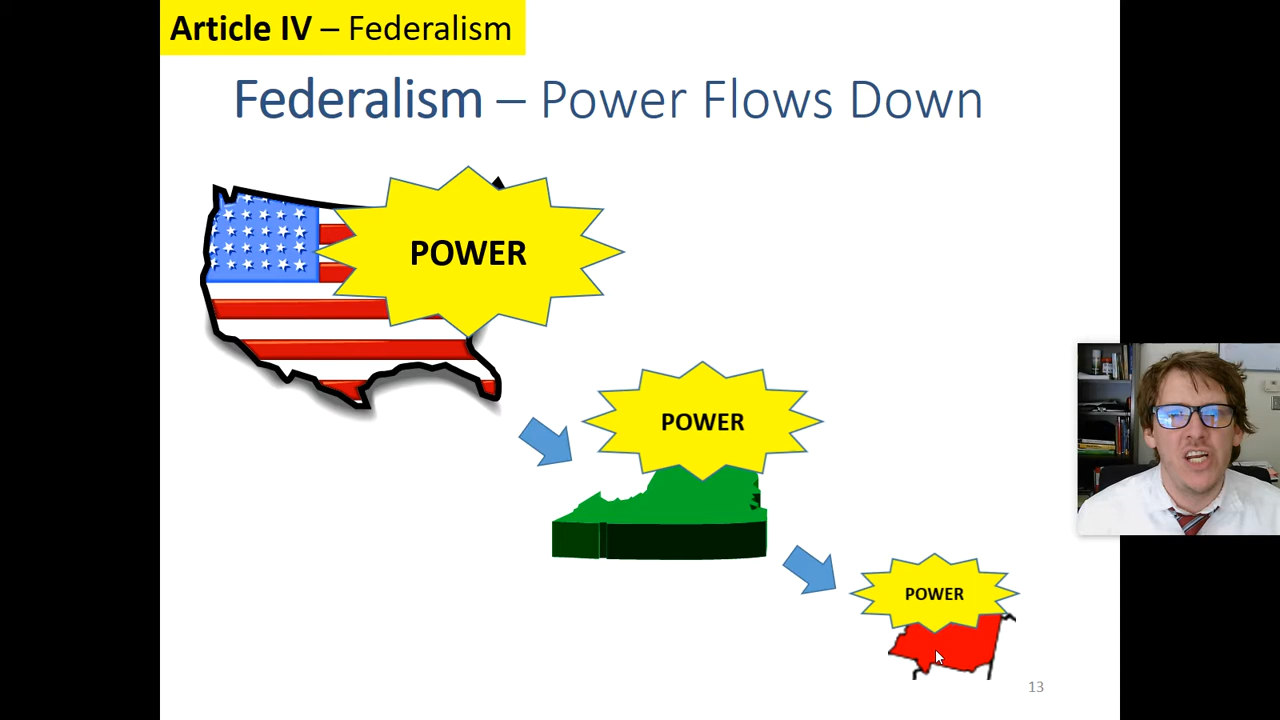 Article IV – Federalism
Federalism – Power Flows Down
POWER
POWER
POWER
13